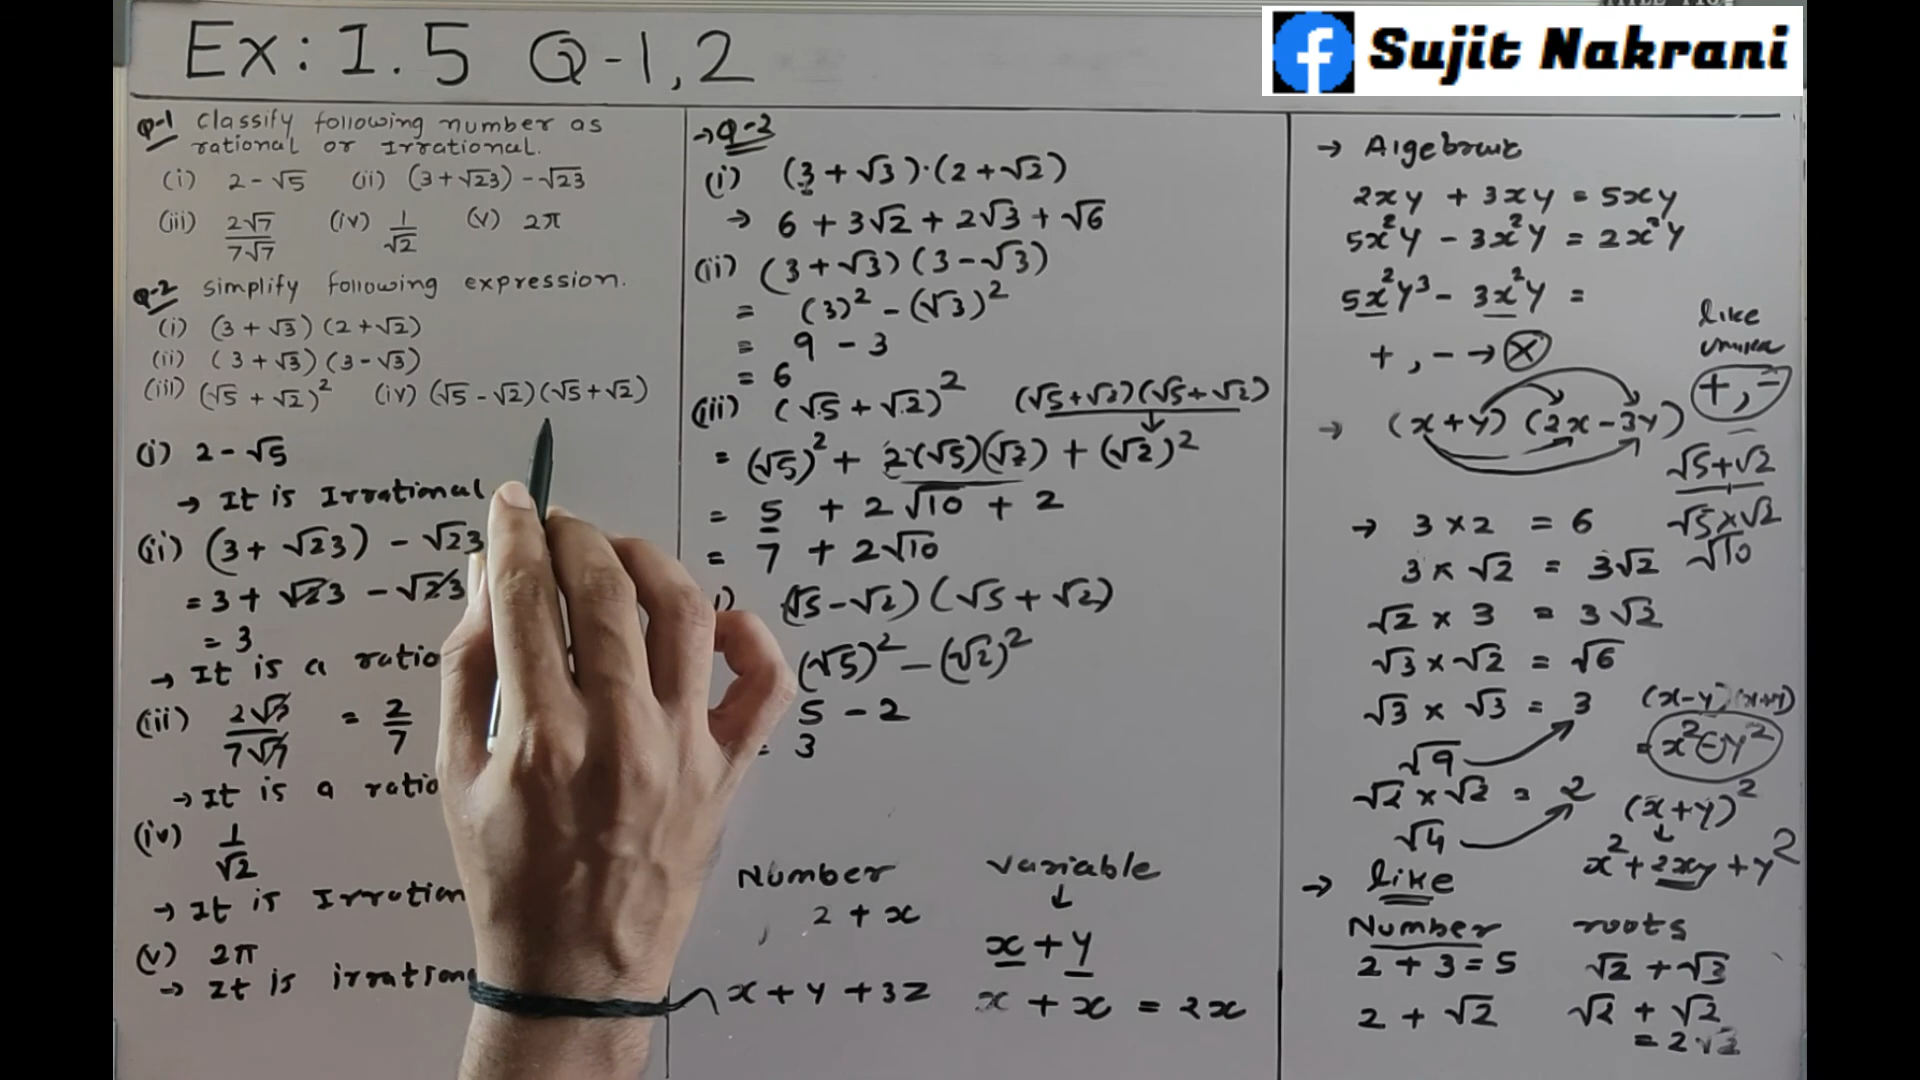 Ex: 1.5 Q-1,2
Sujit Nakrani
Q-1 Classify following number as
rational or Irrational.
(i) 2-√5 (ii) (3+√23)-√23
(iii) 2√7/7√7 (iv) 1/√2 (v) 2π
Q-2 simplify following expression.
(i) (3+√3)(2+√2)
(ii) (3+√3)(3-√3)
(iii) (√5+√2)² (iv) (√5-√2)(√5+√2)
(i) 2-√5
→ It is Irrational
(ii) (3+√23)-√23
=3+√23-√23
=3
→ It is a ratio
(iii) 2√7/7√7 = 2/7
→It is a ratio
(iv) 1/√2
→It is Irration
(v) 2π
→ It is irration
→Q-2
(i) (3+√3)·(2+√2)
→ 6+3√2+2√3+√6
(ii) (3+√3)(3-√3)
= (3)²-(√3)²
= 9-3
= 6
(iii) (√5+√2)² (√5+√2)(√5+√2)
= (√5)²+2×(√5)(√2)+(√2)²
= 5 + 2√10 + 2
= 7 + 2√10
(√5-√2)(√5+√2)
(√5)²-(√2)²
5-2
= 3
Number variable
2+x ↓
x+y
x+y+3z x+x = 2x
→ Algebraic
2xy + 3xy = 5xy
5x²y - 3x²y = 2x²y
5x²y³ - 3x²y =
like
+, - → ⓧ
+, -
→ (x+y)(2x-3y)
√5+√2
→ 3×2 = 6 √5×√2
3×√2 = 3√2 √10
√2×3 = 3√2
√3×√2 = √6
√3×√3 = 3 (x-y)(x+y)
√9 = x²-y²
√2×√2 = 2 (x+y)²
√4 ↓
x²+2xy+y²
→ like
Number roots
2+3=5 √2+√3
2+√2 √2+√2
= 2√2